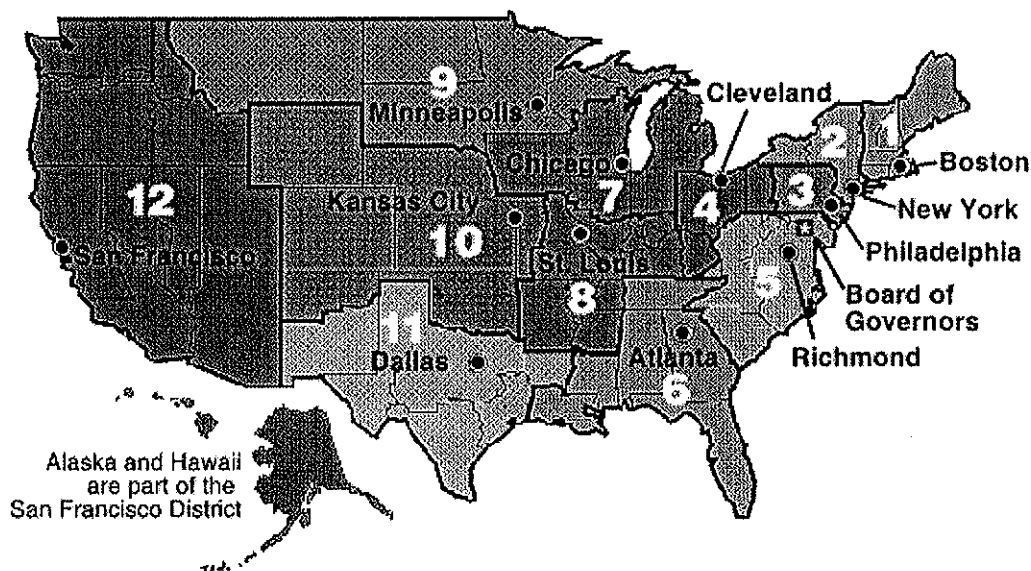 9
Minneapolis
Cleveland
2
1
Chicago
Boston
12
Kansas City
7
4
3
New York
San Francisco
10
St. Louis
Philadelphia
5
8
Board of
Governors
11
Dallas
Atlanta
Richmond
6
Alaska and Hawaii
are part of the
San Francisco District